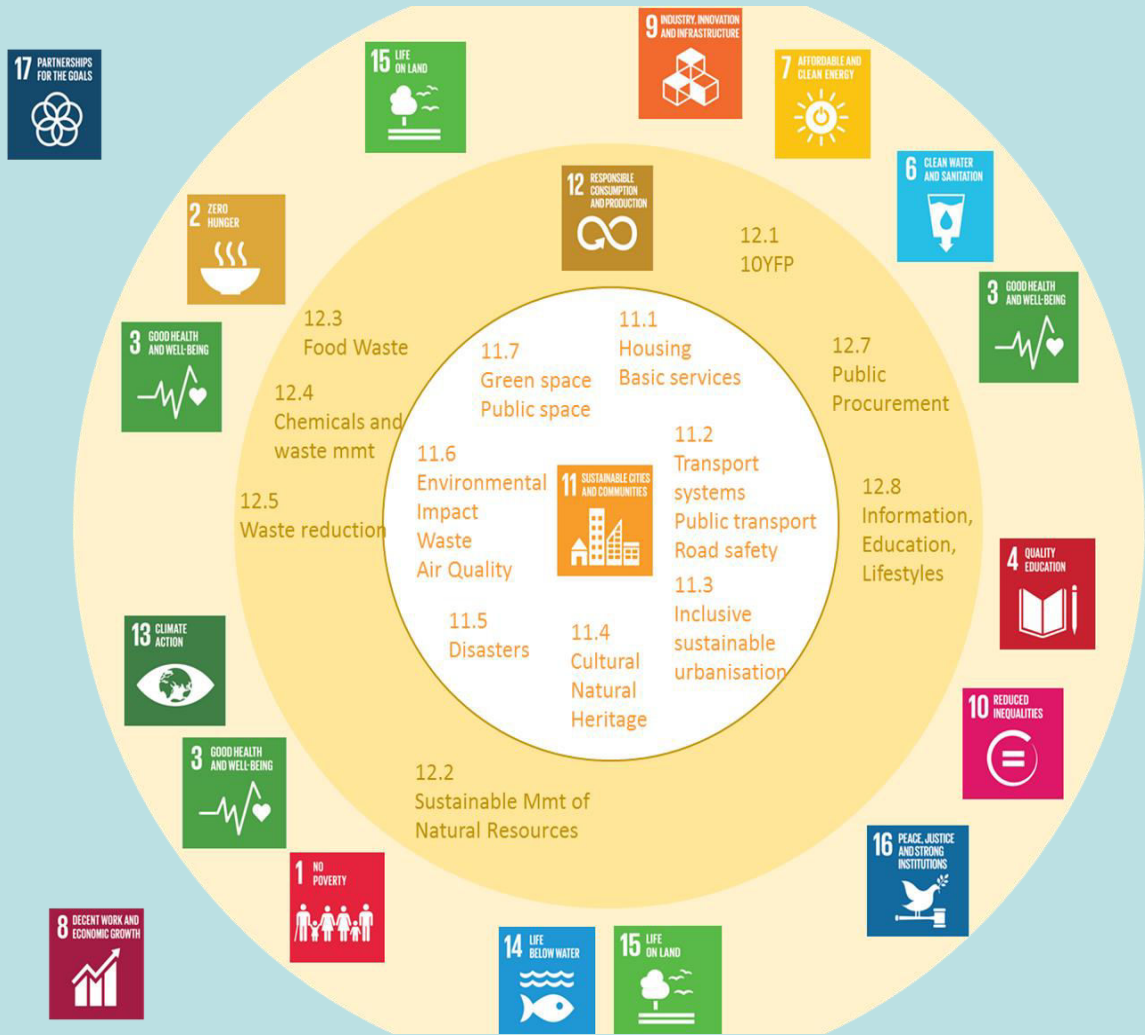 9 INDUSTRY, INNOVATION
AND INFRASTRUCTURE
17 PARTNERSHIPS
FOR THE GOALS
15 LIFE
ON LAND
7 AFFORDABLE AND
CLEAN ENERGY
6 CLEAN WATER
AND SANITATION
12 RESPONSIBLE
CONSUMPTION
AND PRODUCTION
2 ZERO
HUNGER
12.1
10YFP
3 GOOD HEALTH
AND WELL-BEING
3 GOOD HEALTH
AND WELL-BEING
12.3
Food Waste
12.4
Chemicals and
waste mmt
12.5
Waste reduction
11.7
Green space
Public space
11.1
Housing
Basic services
12.7
Public
Procurement
11.6
Environmental
Impact
Waste
Air Quality
11 SUSTAINABLE CITIES
AND COMMUNITIES
11.2
Transport
systems
Public transport
Road safety
12.8
Information,
Education,
Lifestyles
4 QUALITY
EDUCATION
11.5
Disasters
11.4
Cultural
Natural
Heritage
11.3
Inclusive
sustainable
urbanisation
13 CLIMATE
ACTION
10 REDUCED
INEQUALITIES
3 GOOD HEALTH
AND WELL-BEING
12.2
Sustainable Mmt of
Natural Resources
16 PEACE, JUSTICE
AND STRONG
INSTITUTIONS
1 NO
POVERTY
8 DECENT WORK AND
ECONOMIC GROWTH
14 LIFE
BELOW WATER
15 LIFE
ON LAND